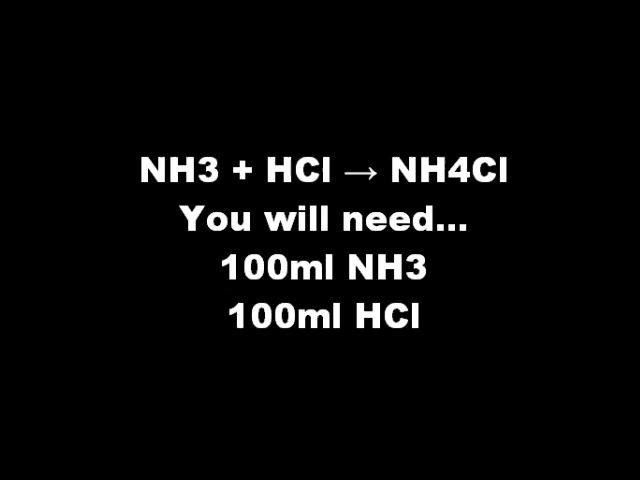 NH3 + HCl → NH4Cl
You will need...
100ml NH3
100ml HCl